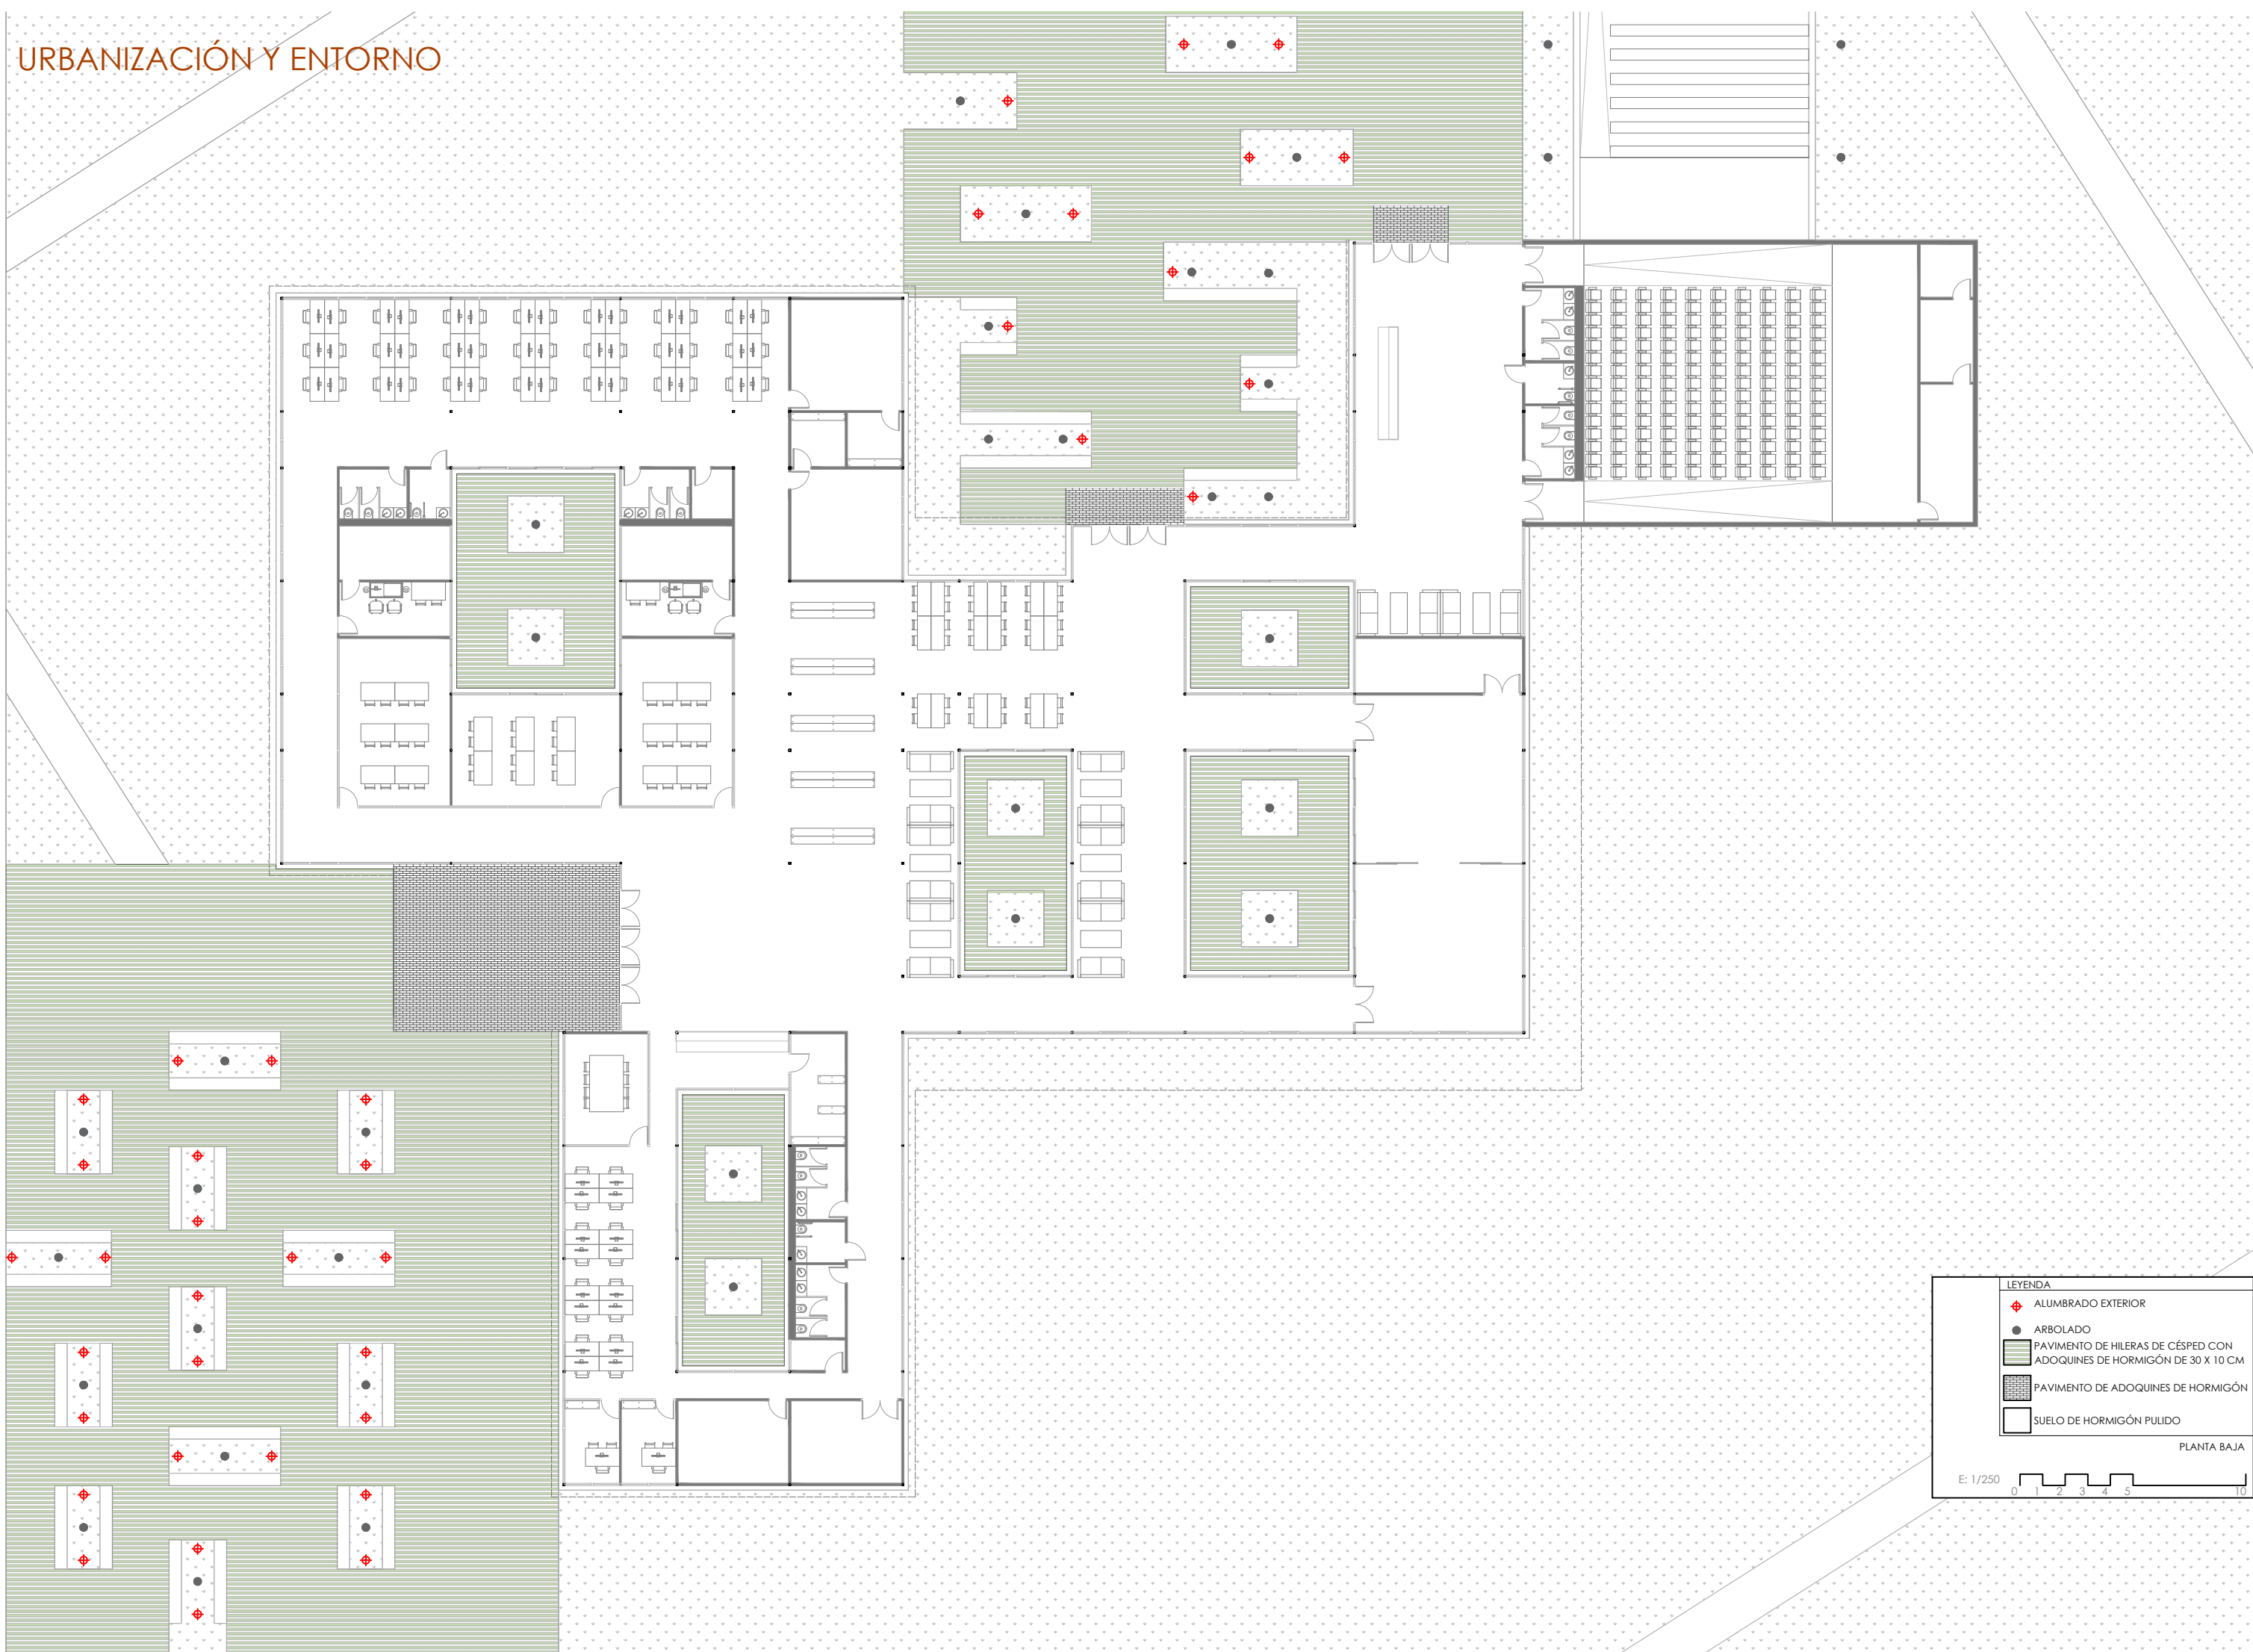 URBANIZACIÓN Y ENTORNO
LEYENDA
ALUMBRADO EXTERIOR
ARBOLADO
PAVIMENTO DE HILERAS DE CÉSPED CON
ADOQUINES DE HORMIGÓN DE 30 X 10 CM
PAVIMENTO DE ADOQUINES DE HORMIGÓN
SUELO DE HORMIGÓN PULIDO
PLANTA BAJA
E: 1/250
0 1 2 3 4 5 10